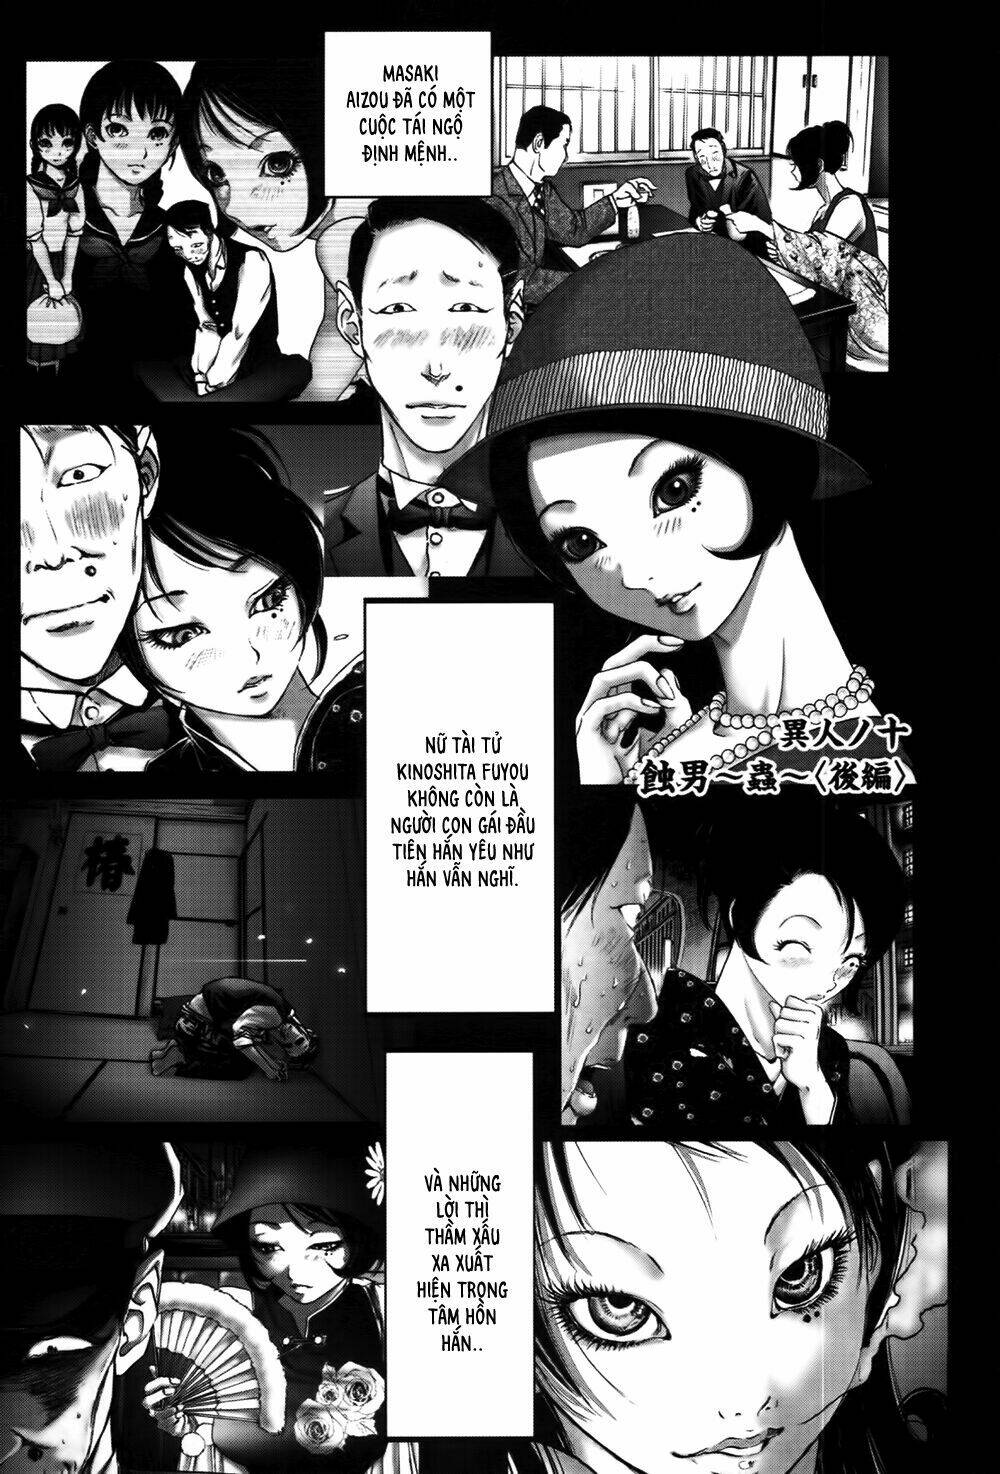 MASAKI
AIZOU ĐÃ CÓ MỘT
CUỘC TÁI NGỘ
ĐỊNH MỆNH..
異人ノ十
蝕男～蟲～〈後編〉
NỮ TÀI TỬ
KINOSHITA FUYOU
KHÔNG CÒN LÀ
NGƯỜI CON GÁI ĐẦU
TIÊN HẮN YÊU NHƯ
HẮN VẪN NGHĨ.
椿
VÀ NHỮNG
LỜI THÌ
THẦM XẤU
XA XUẤT
HIỆN TRONG
TÂM HỒN
HẮN..